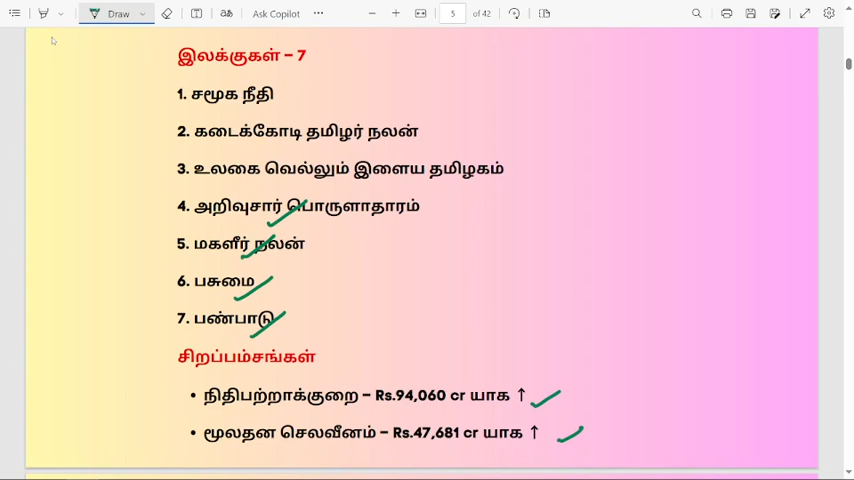 Draw
aあ
Ask Copilot
5 of 42
இலக்குகள் – 7
1. சமூக நீதி
2. கடைக்கோடி தமிழர் நலன்
3. உலகை வெல்லும் இளைய தமிழகம்
4. அறிவுசார் பொருளாதாரம்
5. மகளீர் நலன்
6. பசுமை
7. பண்பாடு
சிறப்பம்சங்கள்
• நிதிபற்றாக்குறை – Rs.94,060 cr யாக ↑
• மூலதன செலவீனம் – Rs.47,681 cr யாக ↑